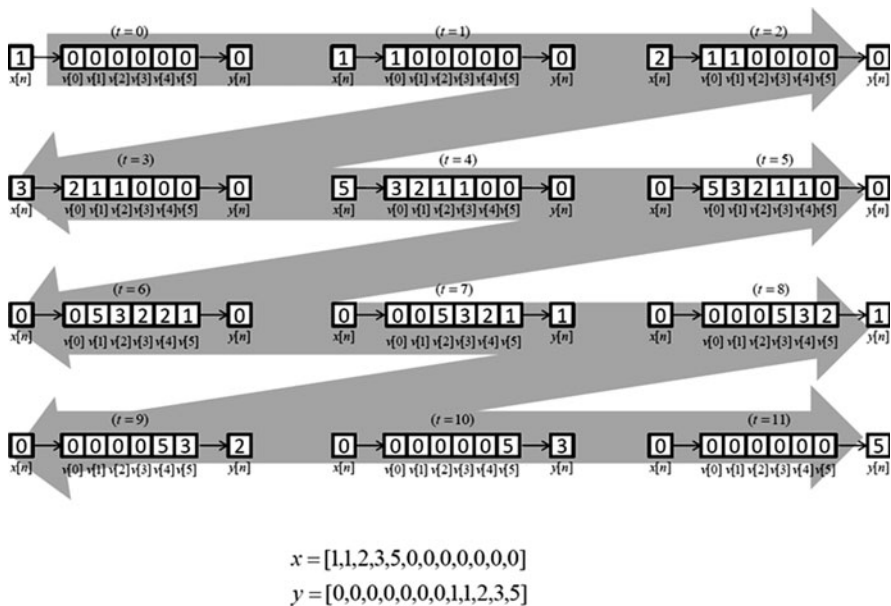 (t=0) (t=1) (t=2)
1 0 0 0 0 0 0 0 1 1 0 0 0 0 0 0 2 1 1 0 0 0 0 0
x[n] v[0] v[1] v[2] v[3] v[4] v[5] y[n] x[n] v[0] v[1] v[2] v[3] v[4] v[5] y[n] x[n] v[0] v[1] v[2] v[3] v[4] v[5] y[n]
(t=3) (t=4) (t=5)
3 2 1 1 0 0 0 0 5 3 2 1 1 0 0 0 0 5 3 2 1 1 0 0
x[n] v[0] v[1] v[2] v[3] v[4] v[5] y[n] x[n] v[0] v[1] v[2] v[3] v[4] v[5] y[n] x[n] v[0] v[1] v[2] v[3] v[4] v[5] y[n]
(t=6) (t=7) (t=8)
0 0 5 3 2 2 1 0 0 0 0 5 3 2 1 1 0 0 0 0 5 3 2 1
x[n] v[0] v[1] v[2] v[3] v[4] v[5] y[n] x[n] v[0] v[1] v[2] v[3] v[4] v[5] y[n] x[n] v[0] v[1] v[2] v[3] v[4] v[5] y[n]
(t=9) (t=10) (t=11)
0 0 0 0 0 5 3 2 0 0 0 0 0 0 5 3 0 0 0 0 0 0 0 5
x[n] v[0] v[1] v[2] v[3] v[4] v[5] y[n] x[n] v[0] v[1] v[2] v[3] v[4] v[5] y[n] x[n] v[0] v[1] v[2] v[3] v[4] v[5] y[n]
x = [1,1,2,3,5,0,0,0,0,0,0,0]
y = [0,0,0,0,0,0,0,1,1,2,3,5]